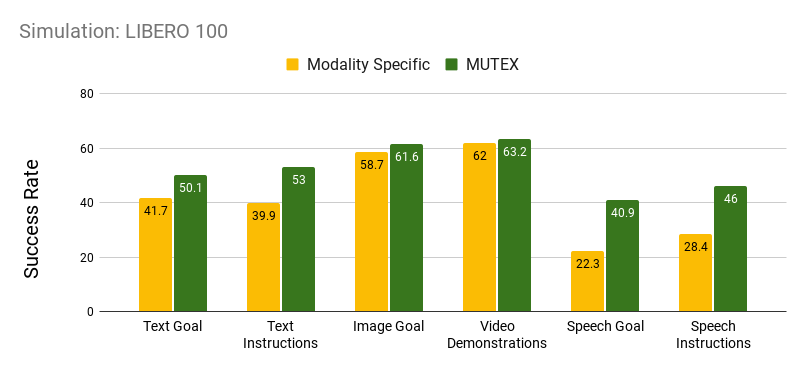 Simulation: LIBERO 100
Modality Specific
MUTEX
Success Rate
80
60
40
20
0
41.7
50.1
39.9
53
58.7
61.6
62
63.2
22.3
40.9
28.4
46
Text Goal
Text
Instructions
Image Goal
Video
Demonstrations
Speech Goal
Speech
Instructions